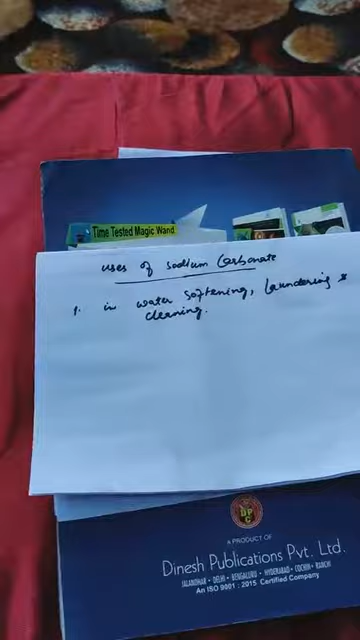 Time Tested Magic Wand
uses of Sodium Carbonate
1. in water softening, laundering &
cleaning.
DPC
A PRODUCT OF
Dinesh Publications Pvt. Ltd.
JALANDHAR • DELHI • BENGALURU • HYDERABAD • COCHIN • RANCHI
An ISO 9001 : 2015 Certified Company